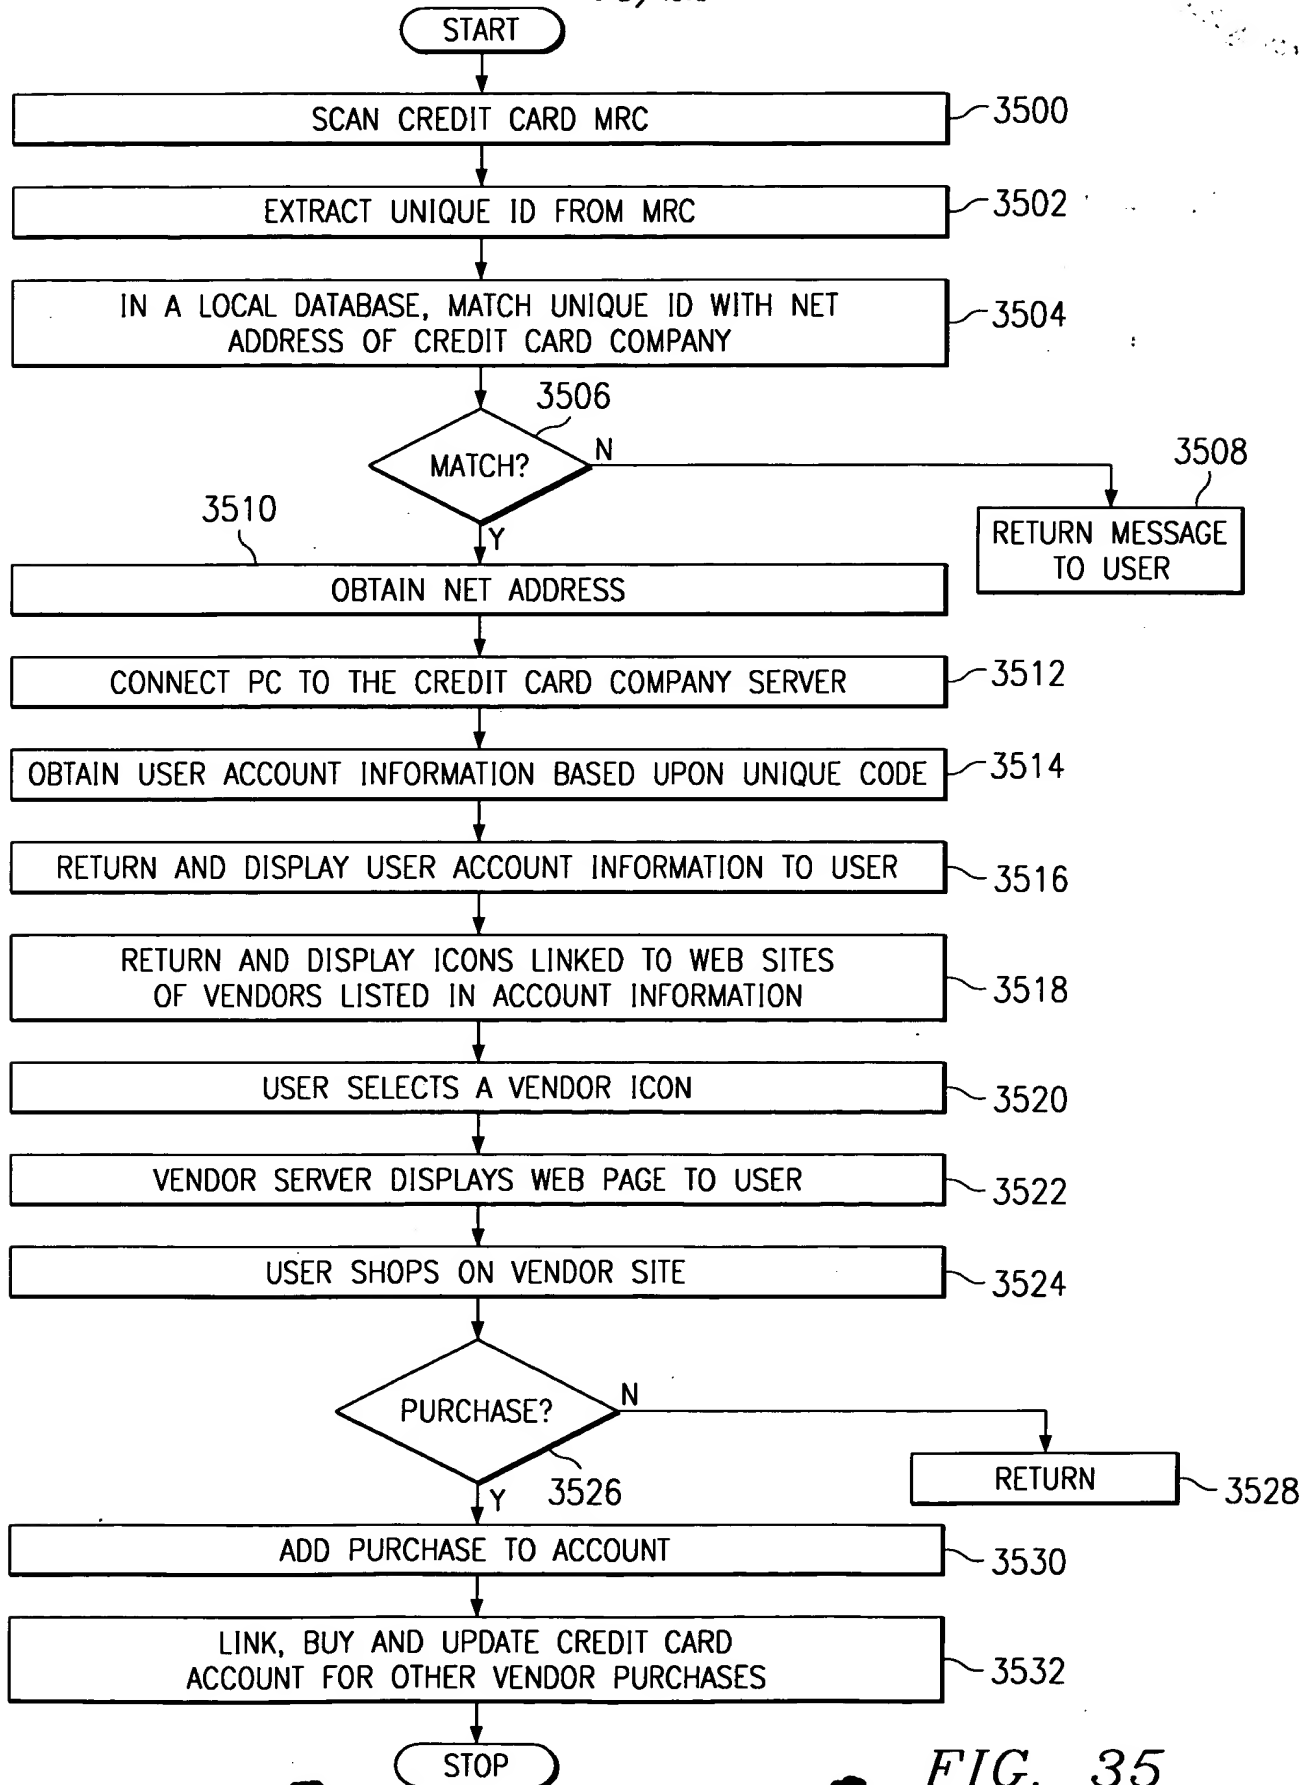 START
SCAN CREDIT CARD MRC
3500
EXTRACT UNIQUE ID FROM MRC
3502
IN A LOCAL DATABASE, MATCH UNIQUE ID WITH NET
ADDRESS OF CREDIT CARD COMPANY
3504
3506
MATCH?
N
Y
3508
RETURN MESSAGE
TO USER
3510
OBTAIN NET ADDRESS
CONNECT PC TO THE CREDIT CARD COMPANY SERVER
3512
OBTAIN USER ACCOUNT INFORMATION BASED UPON UNIQUE CODE
3514
RETURN AND DISPLAY USER ACCOUNT INFORMATION TO USER
3516
RETURN AND DISPLAY ICONS LINKED TO WEB SITES
OF VENDORS LISTED IN ACCOUNT INFORMATION
3518
USER SELECTS A VENDOR ICON
3520
VENDOR SERVER DISPLAYS WEB PAGE TO USER
3522
USER SHOPS ON VENDOR SITE
3524
PURCHASE?
N
3526
Y
RETURN
3528
ADD PURCHASE TO ACCOUNT
3530
LINK, BUY AND UPDATE CREDIT CARD
ACCOUNT FOR OTHER VENDOR PURCHASES
3532
STOP
FIG. 35